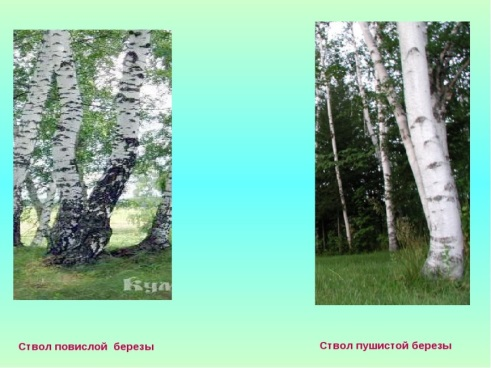 Ствол повислой березы
Ствол пушистой березы